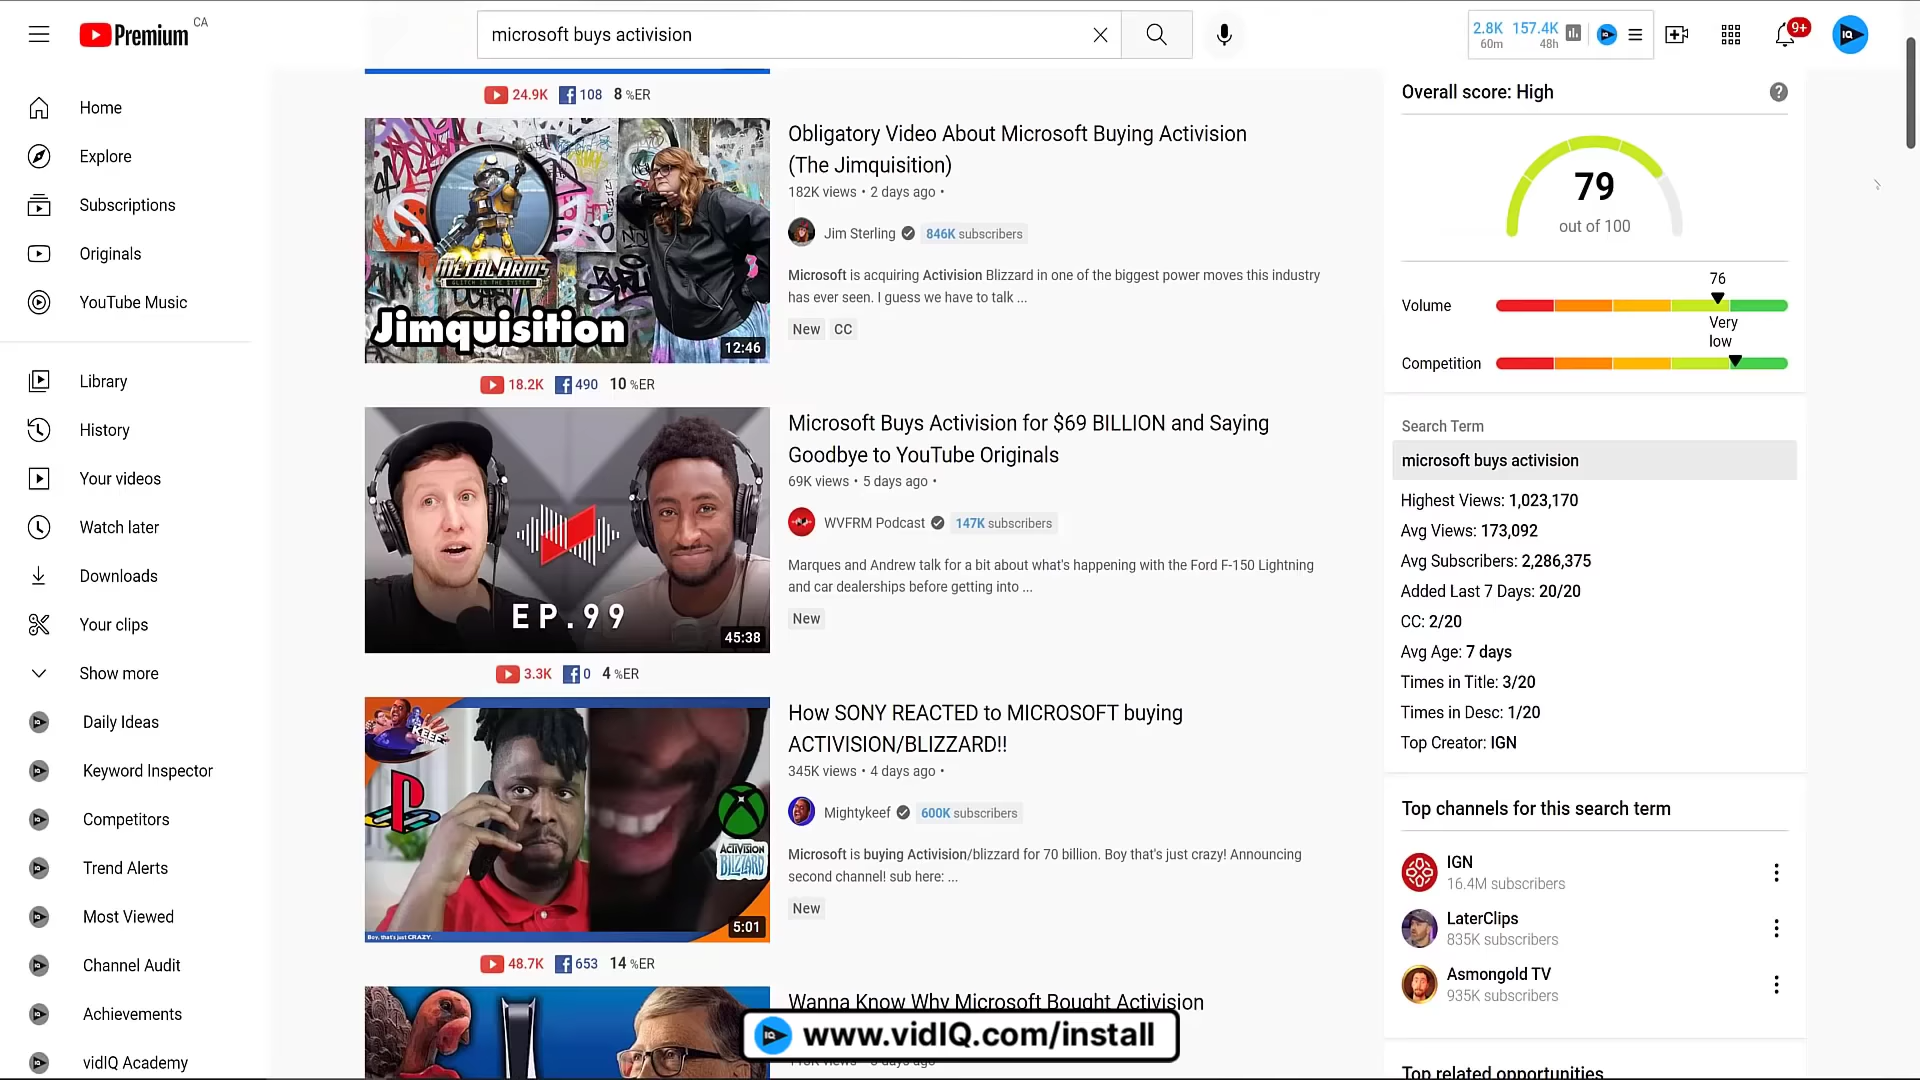 Premium CA
microsoft buys activision
2.8K 157.4K
60m 48h
9+
Home
Explore
Subscriptions
Originals
YouTube Music
Library
History
Your videos
Watch later
Downloads
Your clips
Show more
Daily Ideas
Keyword Inspector
Competitors
Trend Alerts
Most Viewed
Channel Audit
Achievements
vidIQ Academy
24.9K 108 8 %ER
METAL ARMS
GLITCH IN THE SYSTEM
Jimquisition
12:46
Obligatory Video About Microsoft Buying Activision
(The Jimquisition)
182K views • 2 days ago •
Jim Sterling 846K subscribers
Microsoft is acquiring Activision Blizzard in one of the biggest power moves this industry
has ever seen. I guess we have to talk ...
New CC
18.2K 490 10 %ER
EP.99
45:38
Microsoft Buys Activision for $69 BILLION and Saying
Goodbye to YouTube Originals
69K views • 5 days ago •
WVFRM Podcast 147K subscribers
Marques and Andrew talk for a bit about what's happening with the Ford F-150 Lightning
and car dealerships before getting into ...
New
3.3K 0 4 %ER
KEEF
ACTIVISION
BLIZZARD
Boy, that's just CRAZY.
5:01
How SONY REACTED to MICROSOFT buying
ACTIVISION/BLIZZARD!!
345K views • 4 days ago •
Mightykeef 600K subscribers
Microsoft is buying Activision/blizzard for 70 billion. Boy that's just crazy! Announcing
second channel! sub here: ...
New
48.7K 653 14 %ER
Wanna Know Why Microsoft Bought Activision
www.vidIQ.com/install
Overall score: High
79
out of 100
76
Volume
Very
low
Competition
Search Term
microsoft buys activision
Highest Views: 1,023,170
Avg Views: 173,092
Avg Subscribers: 2,286,375
Added Last 7 Days: 20/20
CC: 2/20
Avg Age: 7 days
Times in Title: 3/20
Times in Desc: 1/20
Top Creator: IGN
Top channels for this search term
IGN
16.4M subscribers
LaterClips
835K subscribers
Asmongold TV
935K subscribers
Top related opportunities